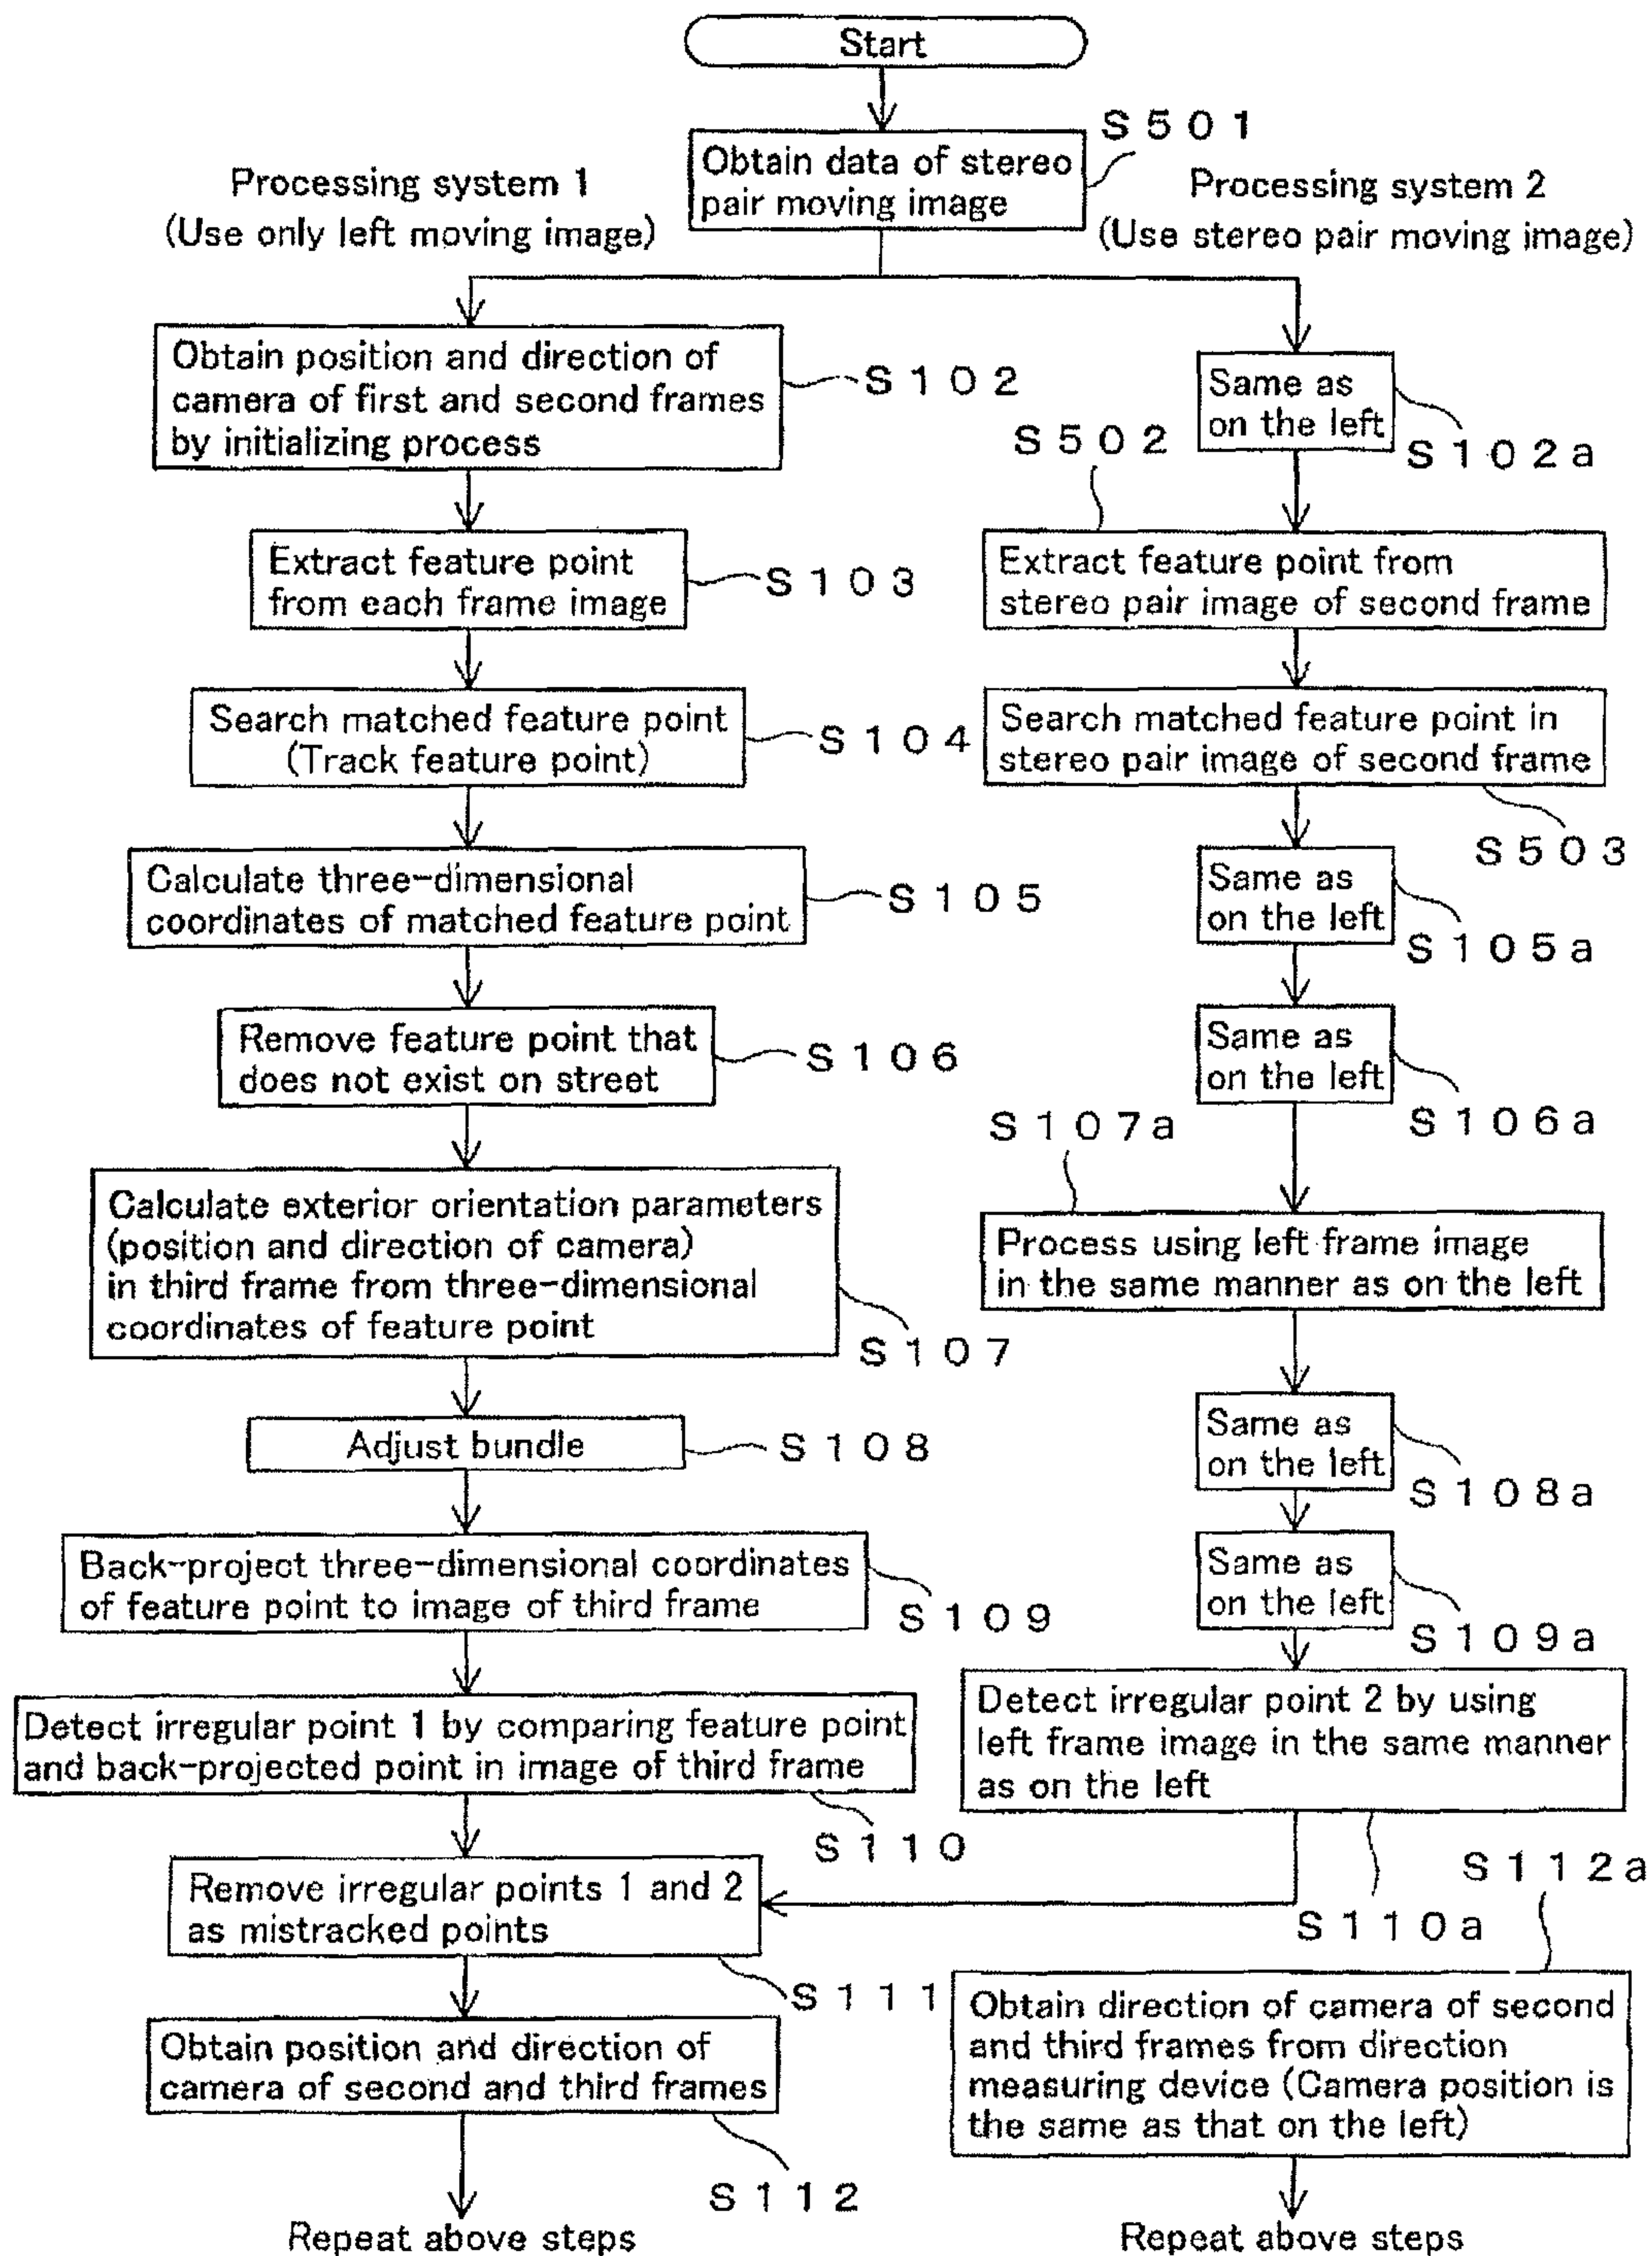 Start
S501
Obtain data of stereo
pair moving image
Processing system 1
(Use only left moving image)
Processing system 2
(Use stereo pair moving image)
Obtain position and direction of
camera of first and second frames
by initializing process
S102
Same as
on the left
S102a
S502
Extract feature point
from each frame image
S103
Extract feature point from
stereo pair image of second frame
Search matched feature point
(Track feature point)
S104
Search matched feature point in
stereo pair image of second frame
S503
Calculate three-dimensional
coordinates of matched feature point
S105
Same as
on the left
S105a
Remove feature point that
does not exist on street
S106
Same as
on the left
S106a
S107a
Calculate exterior orientation parameters
(position and direction of camera)
in third frame from three-dimensional
coordinates of feature point
S107
Process using left frame image
in the same manner as on the left
Adjust bundle
S108
Same as
on the left
S108a
Back-project three-dimensional coordinates
of feature point to image of third frame
S109
Same as
on the left
S109a
Detect irregular point 1 by comparing feature point
and back-projected point in image of third frame
S110
Detect irregular point 2 by using
left frame image in the same manner
as on the left
S110a
Remove irregular points 1 and 2
as mistracked points
S111
S112a
Obtain position and direction of
camera of second and third frames
S112
Obtain direction of camera of second
and third frames from direction
measuring device (Camera position is
the same as that on the left)
Repeat above steps
Repeat above steps